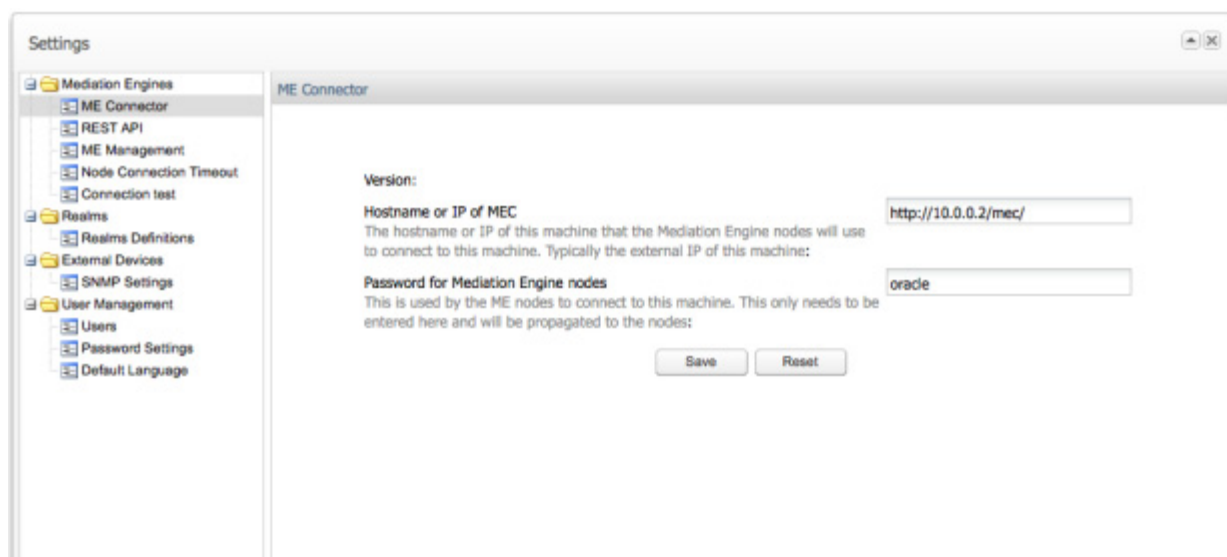 Settings
Mediation Engines
ME Connector
REST API
ME Management
Node Connection Timeout
Connection test
Realms
Realms Definitions
External Devices
SNMP Settings
User Management
Users
Password Settings
Default Language
ME Connector
Version:
Hostname or IP of MEC
http://10.0.0.2/mec/
The hostname or IP of this machine that the Mediation Engine nodes will use
to connect to this machine. Typically the external IP of this machine:
Password for Mediation Engine nodes
oracle
This is used by the ME nodes to connect to this machine. This only needs to be
entered here and will be propagated to the nodes:
Save
Reset